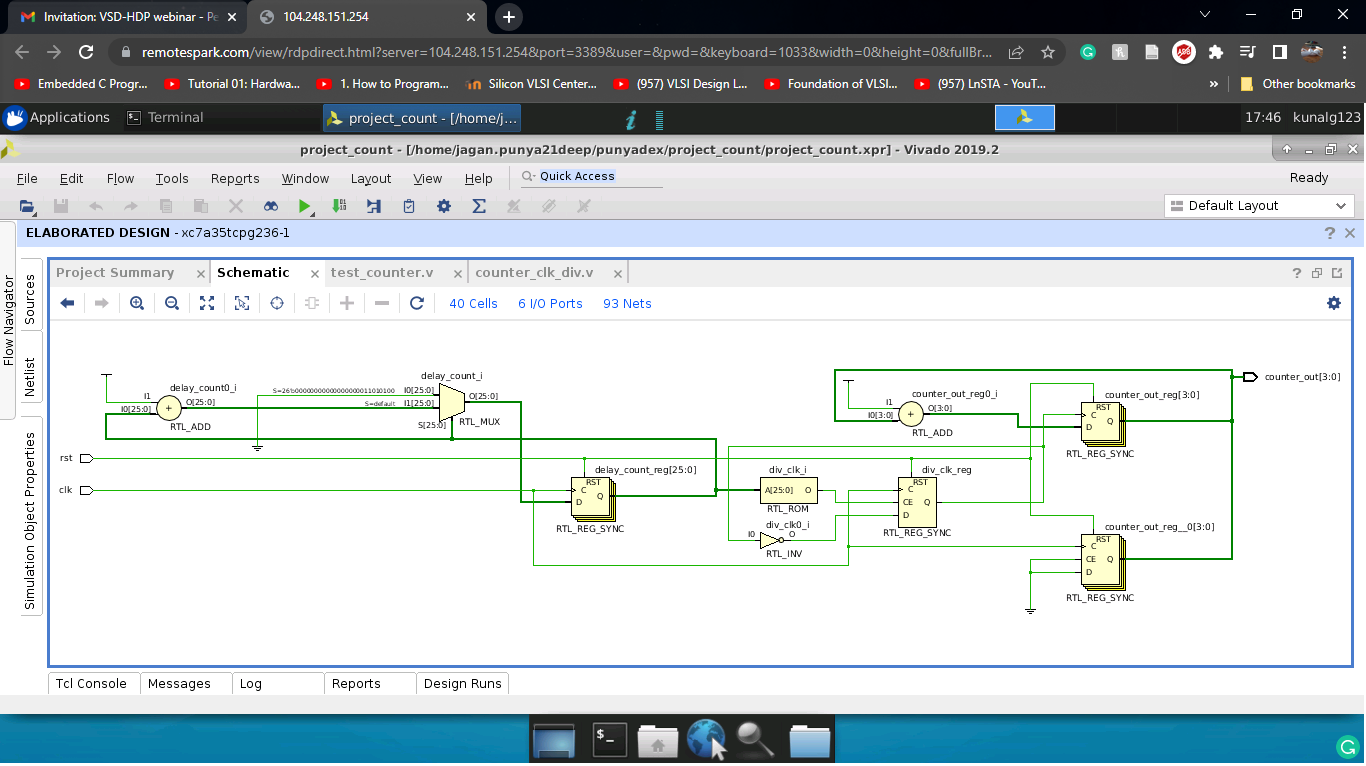 Invitation: VSD-HDP webinar - Pe
104.248.151.254
remotespark.com/view/rdpdirect.html?server=104.248.151.254&port=3389&user=&pwd=&keyboard=1033&width=0&height=0&fullBr...
Embedded C Progr... Tutorial 01: Hardwa... 1. How to Program... Silicon VLSI Center... (957) VLSI Design L... Foundation of VLSI... (957) LnSTA - YouT... » Other bookmarks
Applications Terminal project_count - [/home/j... 17:46 kunalg123
project_count - [/home/jagan.punya21deep/punyadex/project_count/project_count.xpr] - Vivado 2019.2
File Edit Flow Tools Reports Window Layout View Help Quick Access Ready
Default Layout
ELABORATED DESIGN - xc7a35tcpg236-1
Flow Navigator
Sources
Netlist
Simulation Object Properties
Project Summary Schematic test_counter.v counter_clk_div.v
40 Cells 6 I/O Ports 93 Nets
delay_count0_i
I1
I0[25:0]
+
O[25:0]
RTL_ADD
delay_count_i
I0[25:0]
S=default
I1[25:0]
S[25:0]
O[25:0]
RTL_MUX
rst
clk
delay_count_reg[25:0]
RST
C
D
Q
RTL_REG_SYNC
div_clk_i
A[25:0] O
RTL_ROM
div_clk0_i
I0 O
RTL_INV
div_clk_reg
RST
C
CE Q
D
RTL_REG_SYNC
counter_out_reg0_i
I1
I0[3:0]
+
O[3:0]
RTL_ADD
counter_out_reg[3:0]
RST
C
D
Q
RTL_REG_SYNC
counter_out_reg__0[3:0]
RST
C
CE Q
D
RTL_REG_SYNC
counter_out[3:0]
Tcl Console Messages Log Reports Design Runs